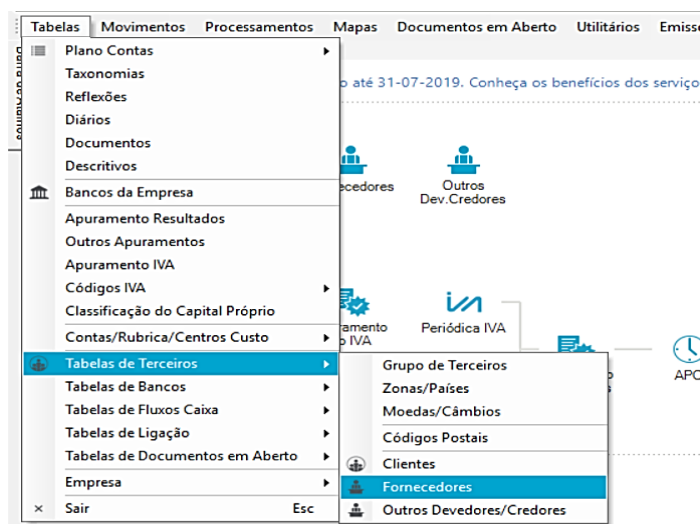 Tabelas Movimentos Processamentos Mapas Documentos em Aberto Utilitários
Plano Contas
Taxonomias
Reflexões
Diários
Documentos
Descritivos
Bancos da Empresa
Apuramento Resultados
Outros Apuramentos
Apuramento IVA
Códigos IVA
Classificação do Capital Próprio
Contas/Rubrica/Centros Custo
Tabelas de Terceiros
Tabelas de Bancos
Tabelas de Fluxos Caixa
Tabelas de Ligação
Tabelas de Documentos em Aberto
Empresa
Sair Esc
até 31-07-2019. Conheça os benefícios dos
ecedores
Outros
Dev.Credores
ramento
o IVA
iva
Periódica IVA
Grupo de Terceiros
Zonas/Países
Moedas/Câmbios
Códigos Postais
Clientes
Fornecedores
Outros Devedores/Credores